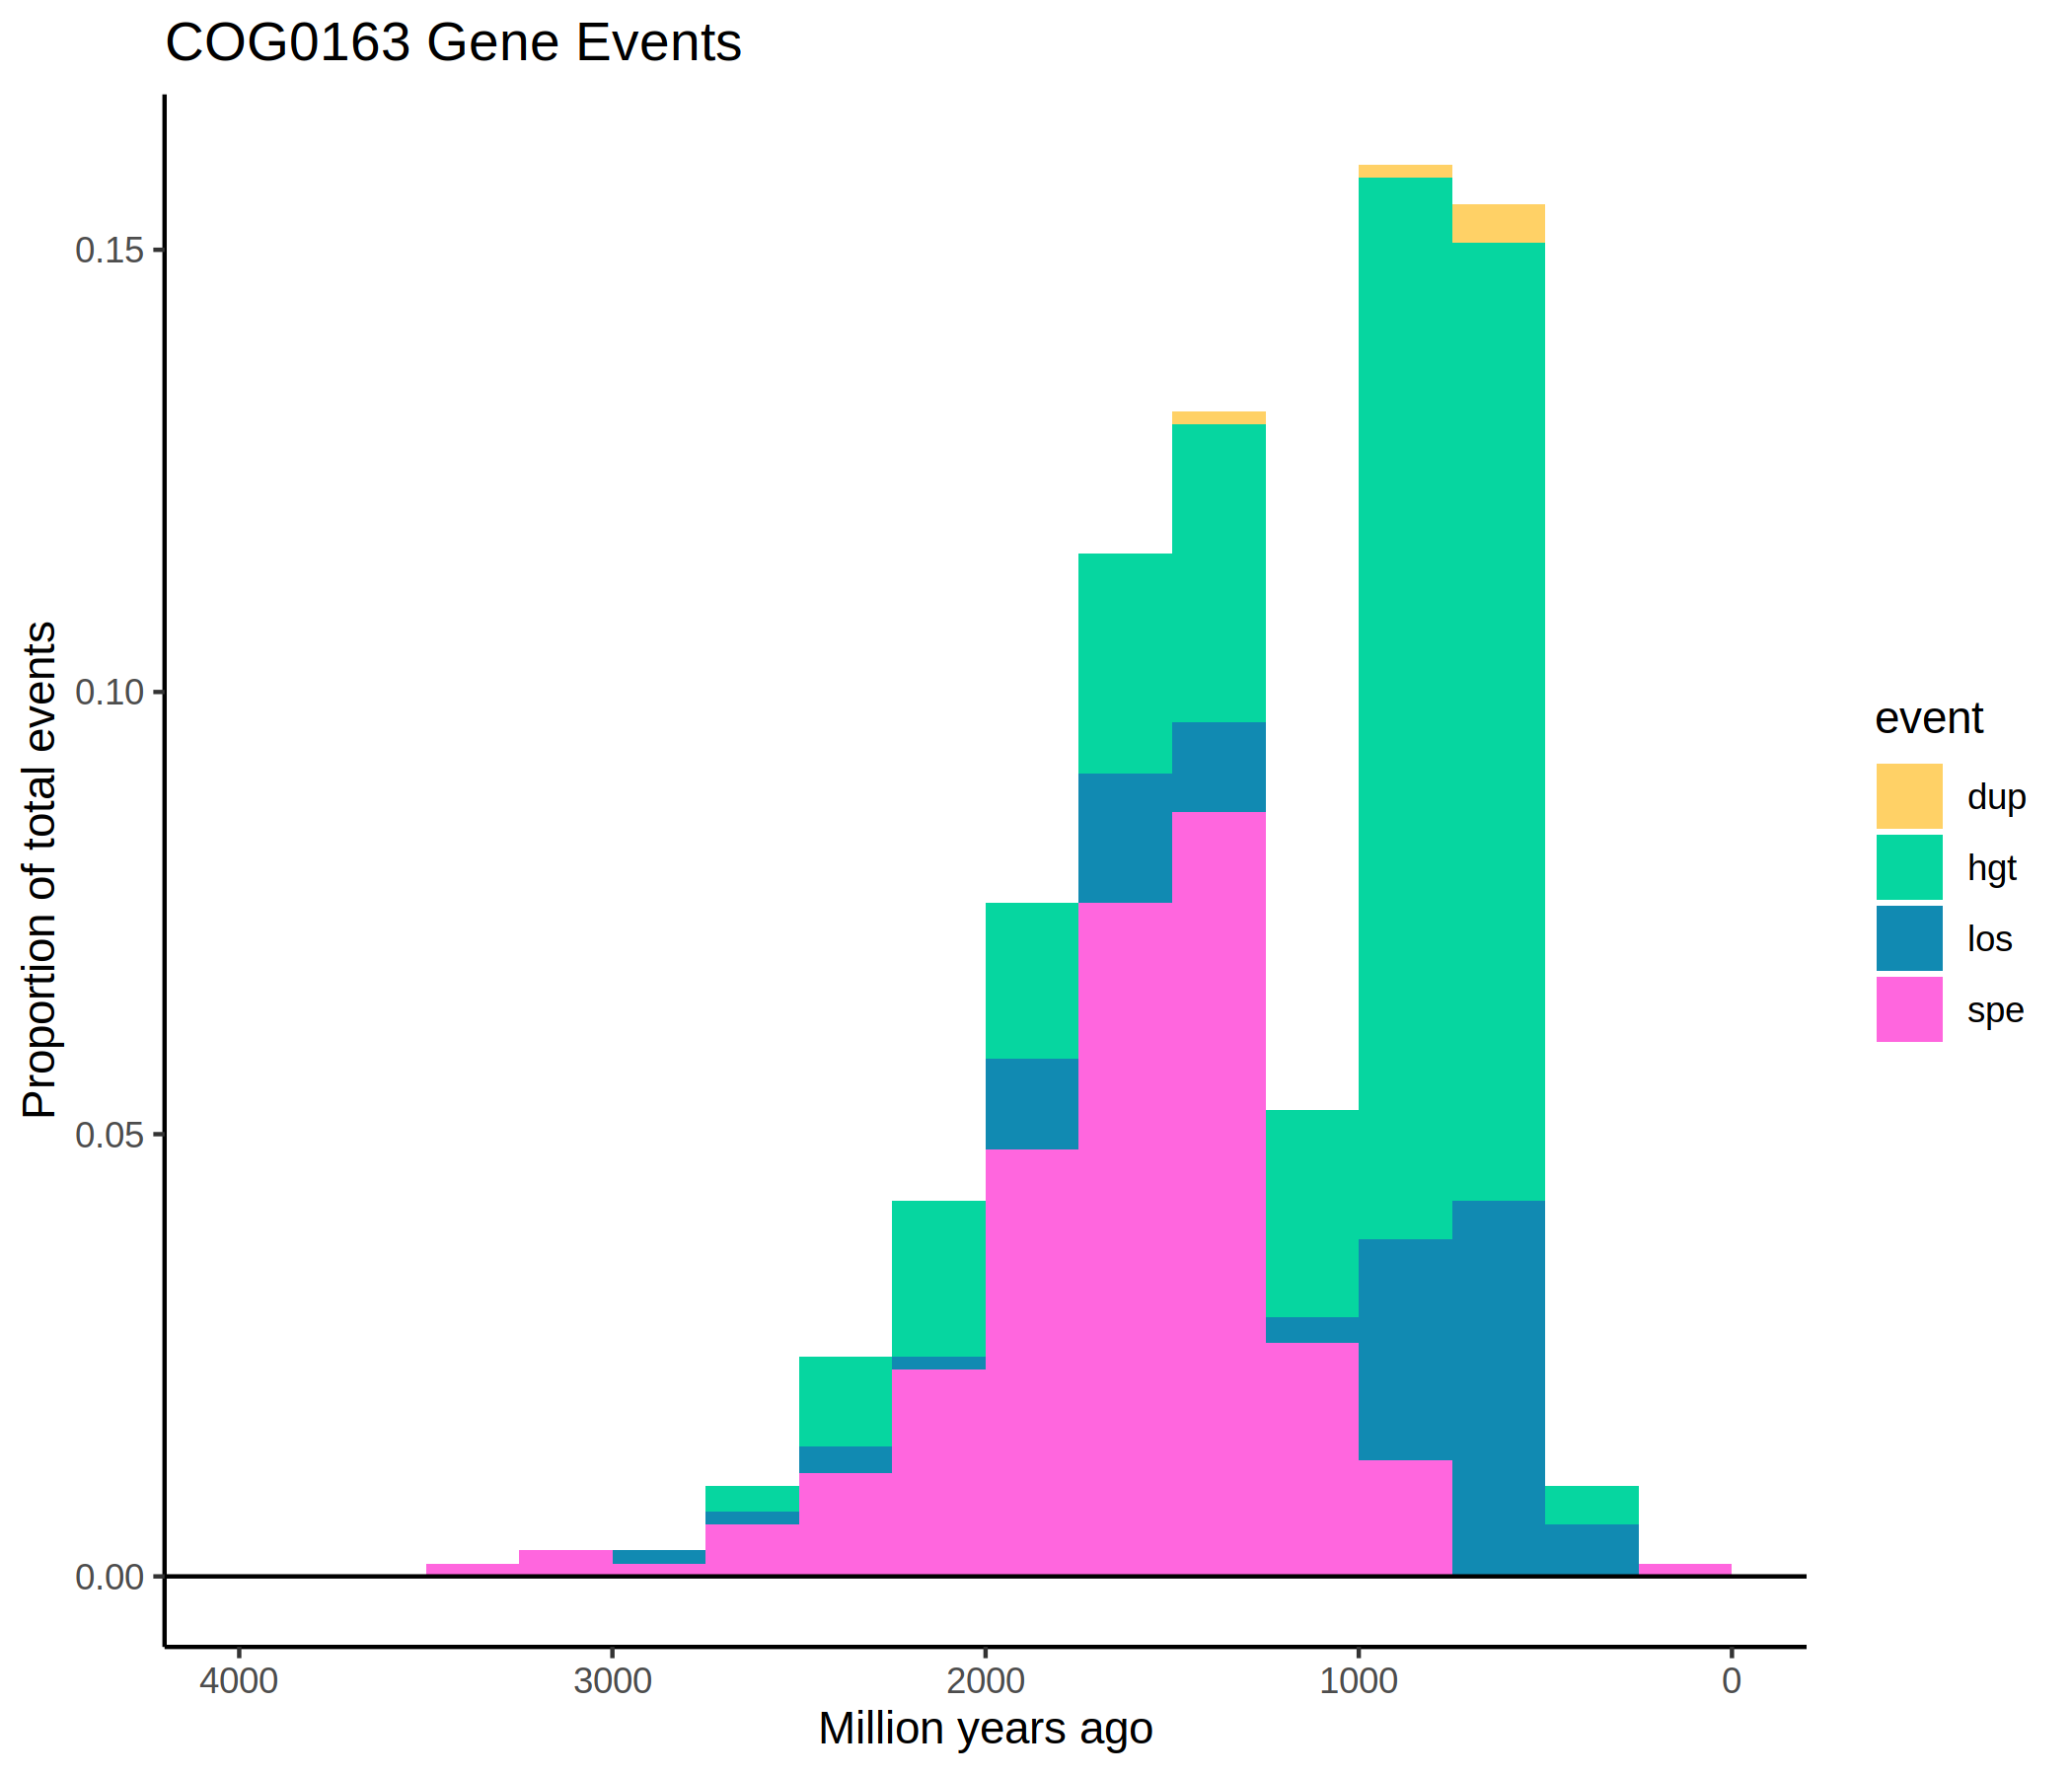 COG0163 Gene Events
Proportion of total events
0.15
0.10
0.05
0.00
4000 3000 2000 1000 0
Million years ago
event
dup
hgt
los
spe